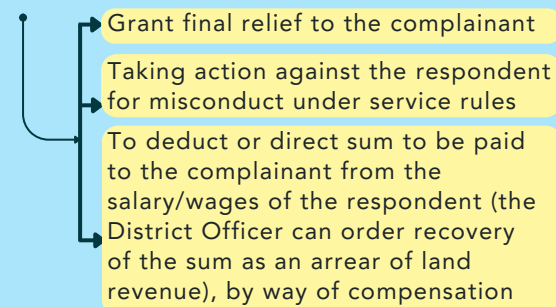 Grant final relief to the complainant
Taking action against the respondent
for misconduct under service rules
To deduct or direct sum to be paid
to the complainant from the
salary/wages of the respondent (the
District Officer can order recovery
of the sum as an arrear of land
revenue), by way of compensation